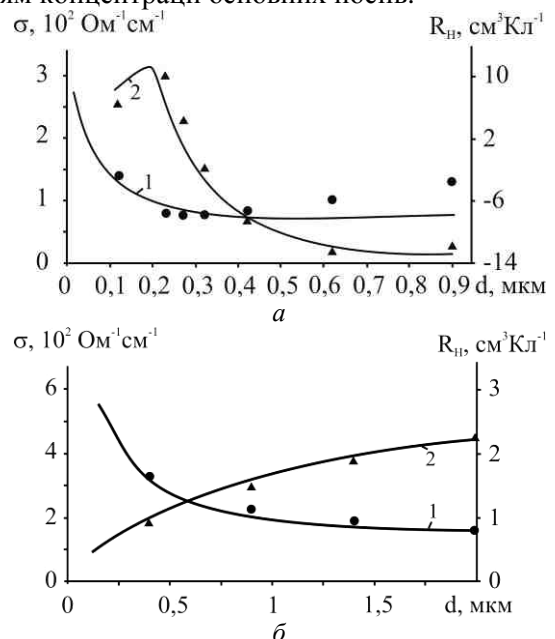 концентрації основних
σ, 10² Ом⁻¹см⁻¹ R_H, см³Кл⁻¹
3 10
2
2 2
1
1 -6
0 -14
0 0,1 0,2 0,3 0,4 0,5 0,6 0,7 0,8 0,9 d, мкм
а
σ, 10² Ом⁻¹см⁻¹ R_H, см³Кл⁻¹
6 3
4 2
2
2 1
1
0 0
0 0,5 1 1,5 d, мкм
б